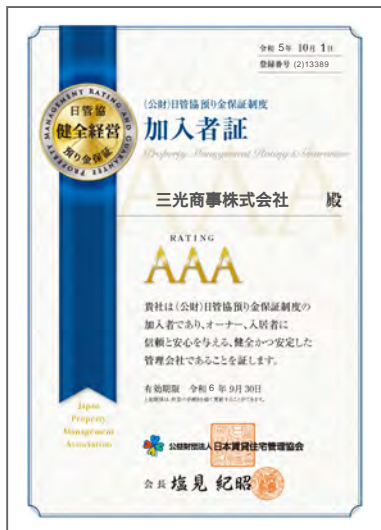 令和 5年 10月 1日
登録番号 (2)13389
PROPERTY MANAGEMENT RATING AND GUARANTEE
日管協
健全経営
預り金保証
(公財)日管協預り金保証制度
加入者証
Property Management Rating & Guarantee
AAA
三光商事株式会社 殿
RATING
AAA
貴社は(公財)日管協預り金保証制度の
加入者であり、オーナー、入居者に
信頼と安心を与える、健全かつ安定した
管理会社であることを証します。
有効期限 令和 6 年 9月30日
Japan
Property
Management
Association
公益財団法人 日本賃貸住宅管理協会
会長 塩見 紀昭